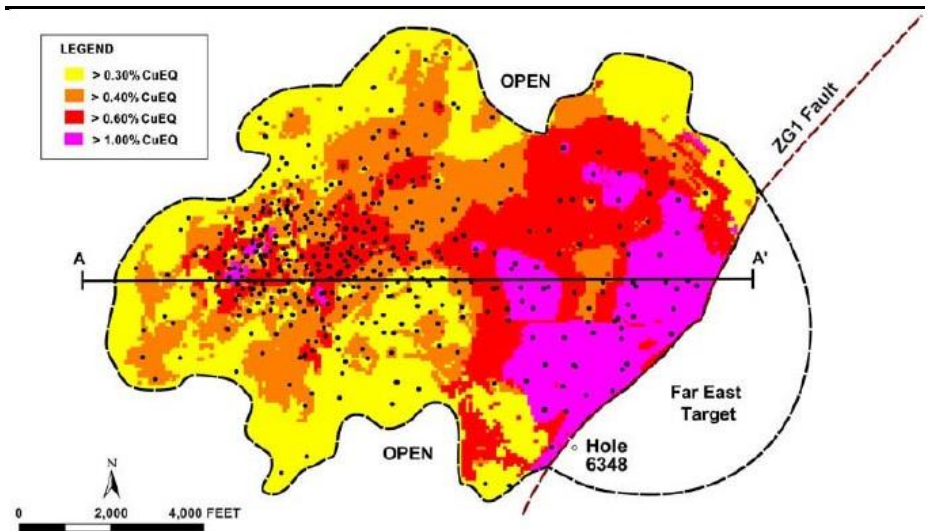 LEGEND
> 0.30% CuEQ
> 0.40% CuEQ
> 0.60% CuEQ
> 1.00% CuEQ
OPEN
ZG1 Fault
A
A'
Far East
Target
OPEN
Hole
6348
N
0 2,000 4,000 FEET